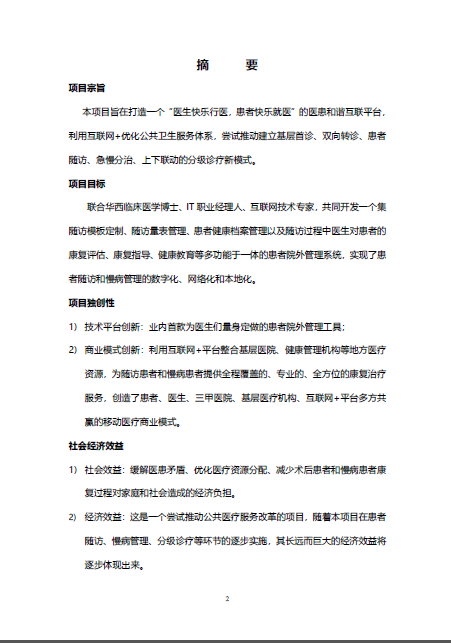 摘 要
项目宗旨
本项目旨在打造一个“医生快乐行医，患者快乐就医”的医患和谐互联平台，
利用互联网+优化公共卫生服务体系，尝试推动建立基层首诊、双向转诊、患者
随访、急慢分治、上下联动的分级诊疗新模式。
项目目标
联合华西临床医学博士、IT 职业经理人、互联网技术专家，共同开发一个集
随访模板定制、随访量表管理、患者健康档案管理以及随访过程中医生对患者的
康复评估、康复指导、健康教育等多功能于一体的患者院外管理系统，实现了患
者随访和慢病管理的数字化、网络化和本地化。
项目独创性
1） 技术平台创新：业内首款为医生们量身定做的患者院外管理工具；
2） 商业模式创新：利用互联网+平台整合基层医院、健康管理机构等地方医疗
资源，为随访患者和慢病患者提供全程覆盖的、专业的、全方位的康复治疗
服务，创造了患者、医生、三甲医院、基层医疗机构、互联网+平台多方共
赢的移动医疗商业模式。
社会经济效益
1） 社会效益：缓解医患矛盾、优化医疗资源分配、减少术后患者和慢病患者康
复过程对家庭和社会造成的经济负担。
2） 经济效益：这是一个尝试推动公共医疗服务改革的项目，随着本项目在患者
随访、慢病管理、分级诊疗等环节的逐步实施，其长远而巨大的经济效益将
逐步体现出来。
2